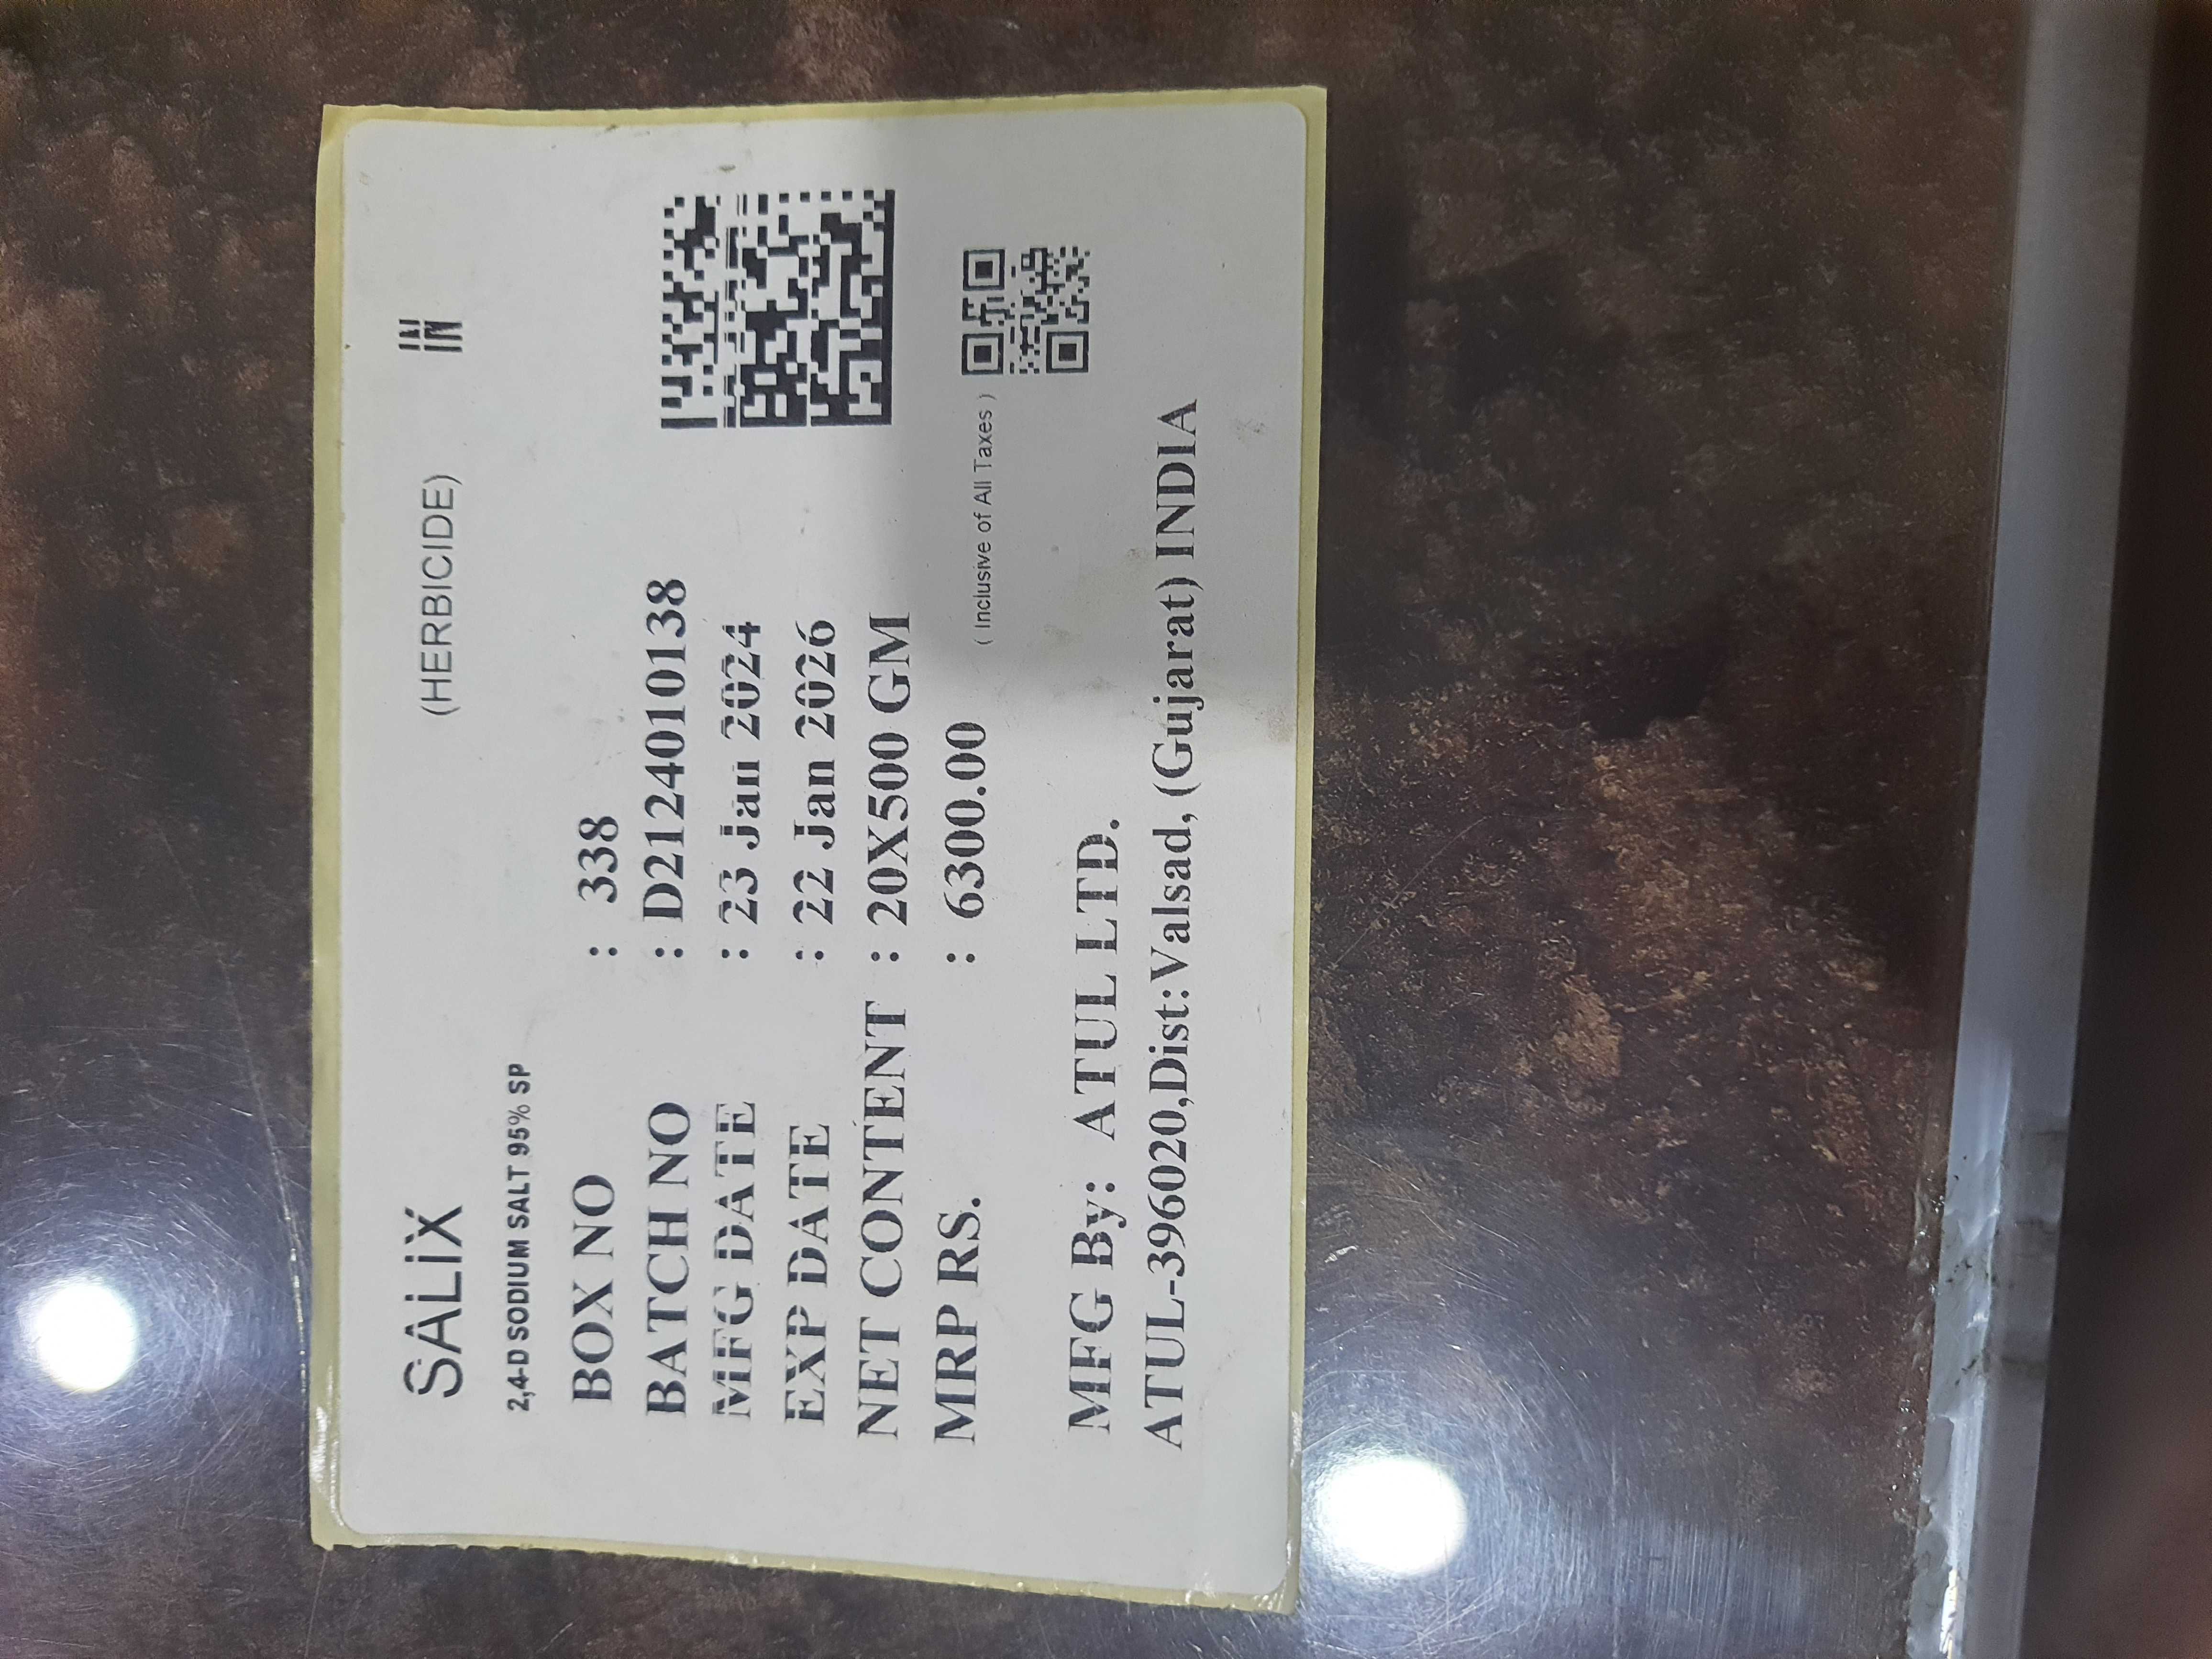 SALiX (HERBICIDE) IN
2,4-D SODIUM SALT 95% SP
BOX NO : 338
BATCH NO : D2124010138
MFG DATE : 23 Jan 2024
EXP DATE : 22 Jan 2026
NET CONTENT : 20X500 GM
MRP RS. : 6300.00 ( Inclusive of All Taxes )
MFG By: ATUL LTD.
ATUL-396020,Dist:Valsad, (Gujarat) INDIA